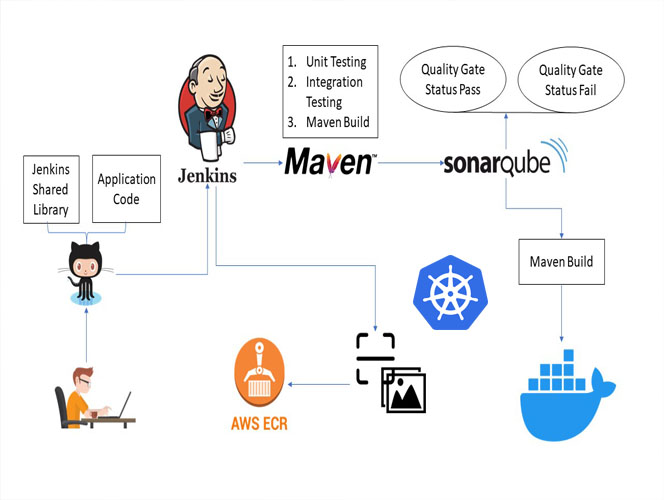 1. Unit Testing
2. Integration
Testing
3. Maven Build
Quality Gate
Status Pass
Quality Gate
Status Fail
Jenkins
Maven™
sonarqube
Jenkins
Shared
Library
Application
Code
Maven Build
AWS ECR